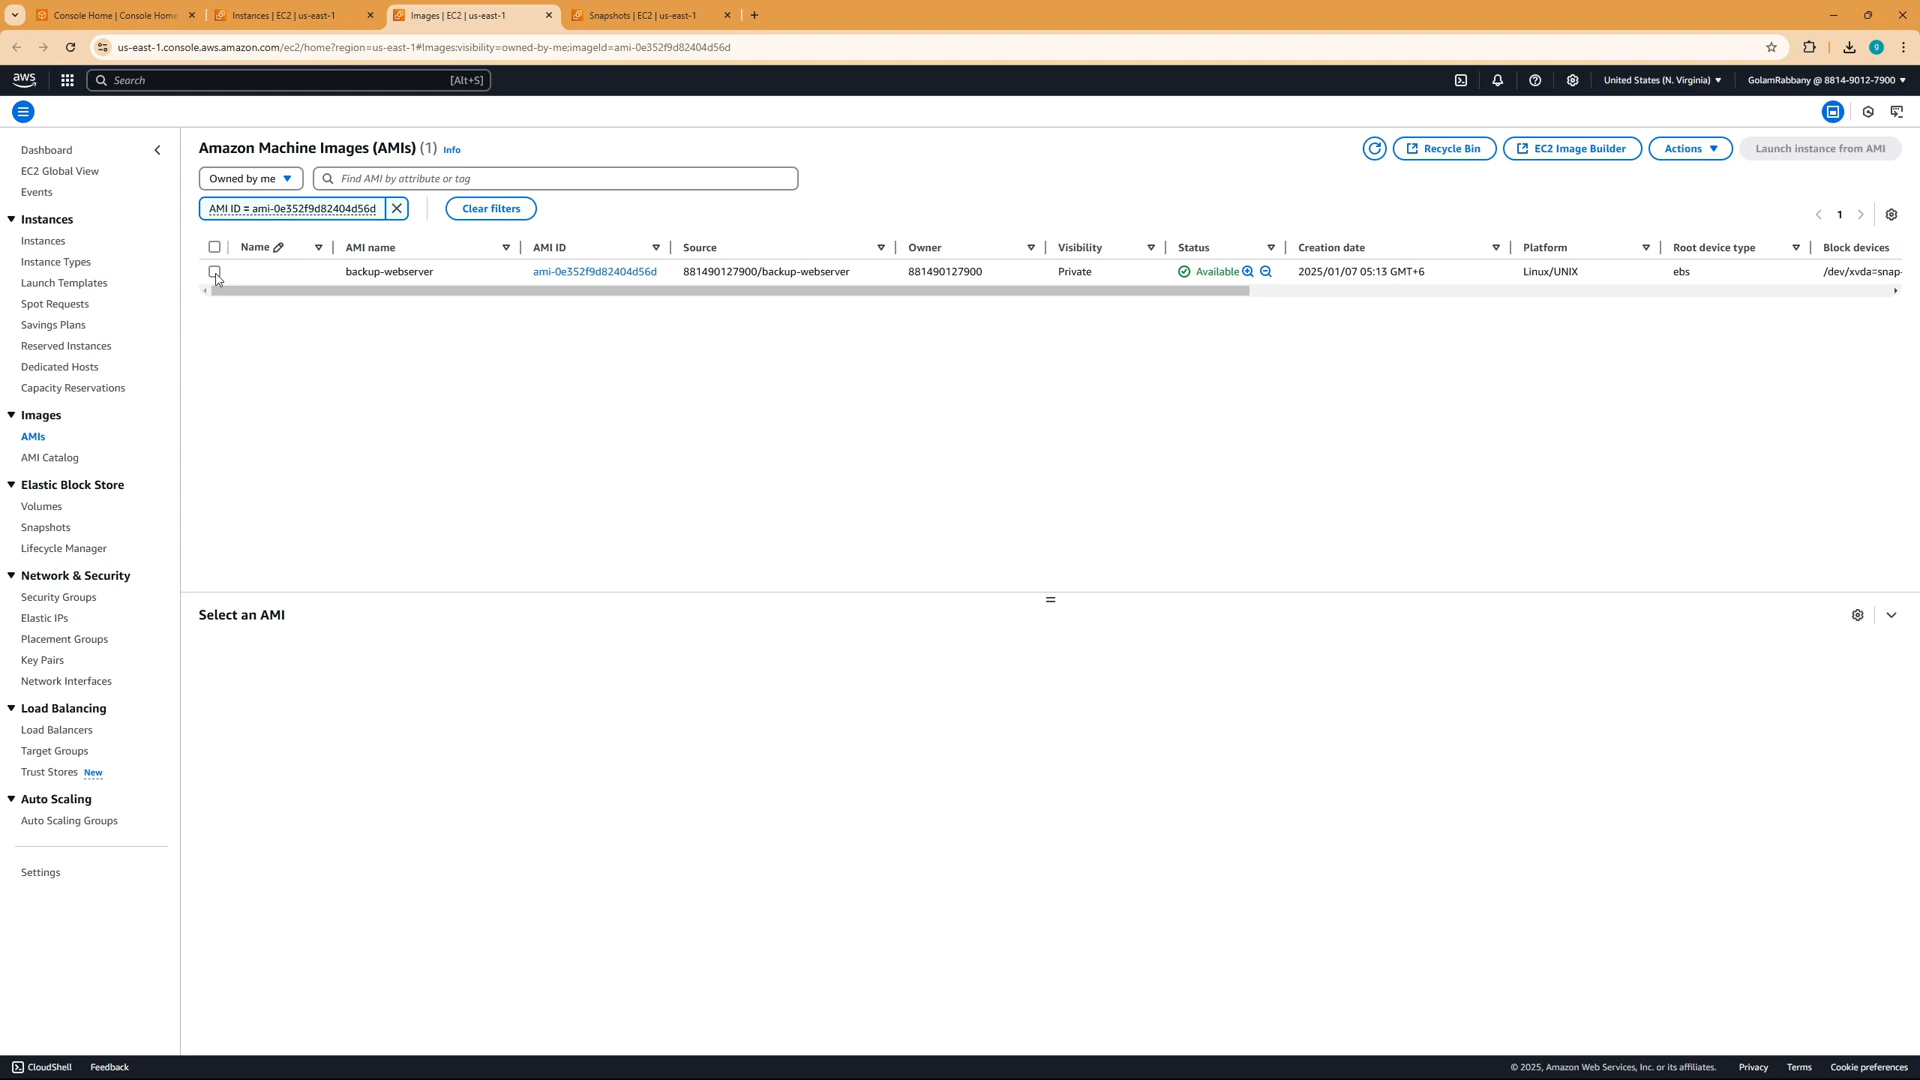 Console Home | Console Home
Instances | EC2 | us-east-1
Images | EC2 | us-east-1
Snapshots | EC2 | us-east-1
us-east-1.console.aws.amazon.com/ec2/home?region=us-east-1#Images:visibility=owned-by-me;imageId=ami-0e352f9d82404d56d
g
aws
Search
[Alt+S]
United States (N. Virginia)
GolamRabbany @ 8814-9012-7900
Dashboard
EC2 Global View
Events
Instances
Instances
Instance Types
Launch Templates
Spot Requests
Savings Plans
Reserved Instances
Dedicated Hosts
Capacity Reservations
Images
AMIs
AMI Catalog
Elastic Block Store
Volumes
Snapshots
Lifecycle Manager
Network & Security
Security Groups
Elastic IPs
Placement Groups
Key Pairs
Network Interfaces
Load Balancing
Load Balancers
Target Groups
Trust Stores New
Auto Scaling
Auto Scaling Groups
Settings
Amazon Machine Images (AMIs) (1) Info
Recycle Bin
EC2 Image Builder
Actions
Launch instance from AMI
Owned by me
Find AMI by attribute or tag
AMI ID = ami-0e352f9d82404d56d
Clear filters
1
Name AMI name AMI ID Source Owner Visibility Status Creation date Platform Root device type Block devices
backup-webserver ami-0e352f9d82404d56d 881490127900/backup-webserver 881490127900 Private Available 2025/01/07 05:13 GMT+6 Linux/UNIX ebs /dev/xvda=snap-
Select an AMI
CloudShell
Feedback
© 2025, Amazon Web Services, Inc. or its affiliates.
Privacy
Terms
Cookie preferences